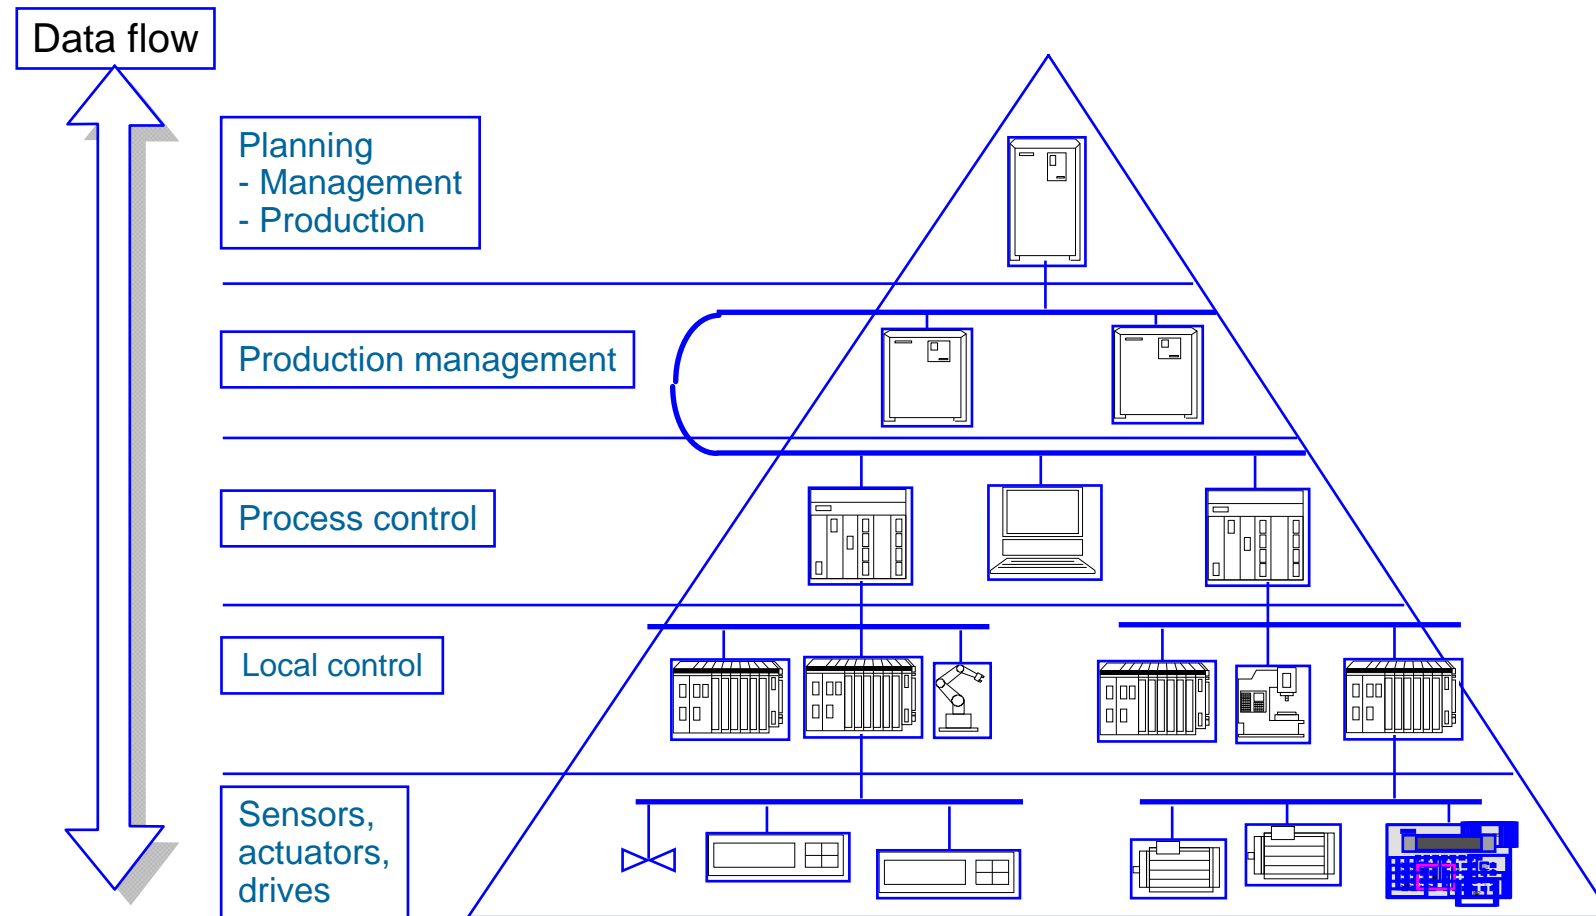 Data flow
Planning
- Management
- Production
Production management
Process control
Local control
Sensors,
actuators,
drives